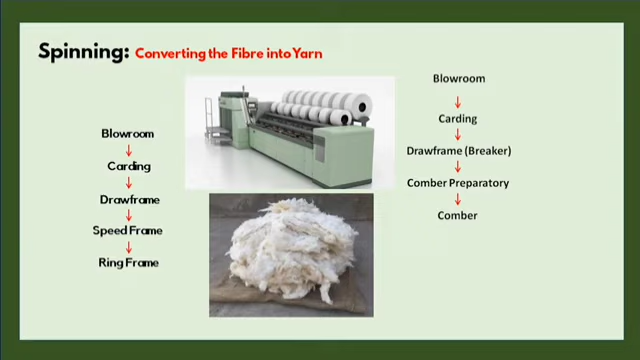 Spinning: Converting the Fibre into Yarn
Blowroom
Carding
Drawframe
Speed Frame
Ring Frame
Blowroom
Carding
Drawframe (Breaker)
Comber Preparatory
Comber